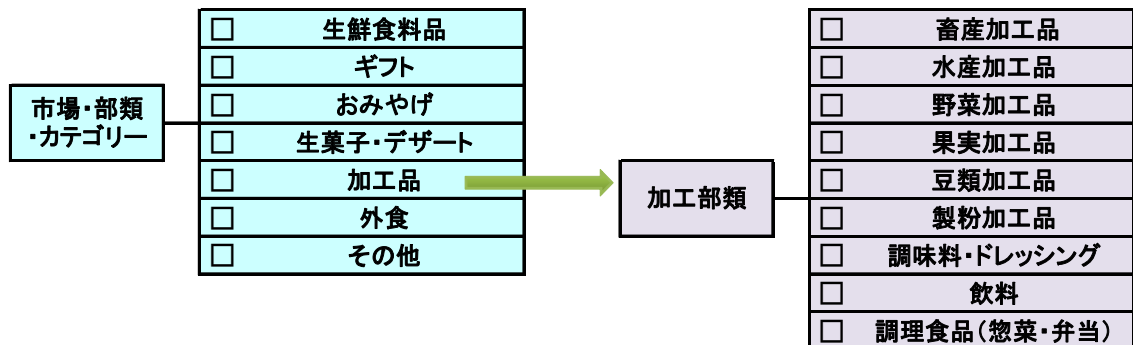 市場・部類
・カテゴリー
□ 生鮮食料品
□ ギフト
□ おみやげ
□ 生菓子・デザート
□ 加工品
□ 外食
□ その他
加工部類
□ 畜産加工品
□ 水産加工品
□ 野菜加工品
□ 果実加工品
□ 豆類加工品
□ 製粉加工品
□ 調味料・ドレッシング
□ 飲料
□ 調理食品（惣菜・弁当）